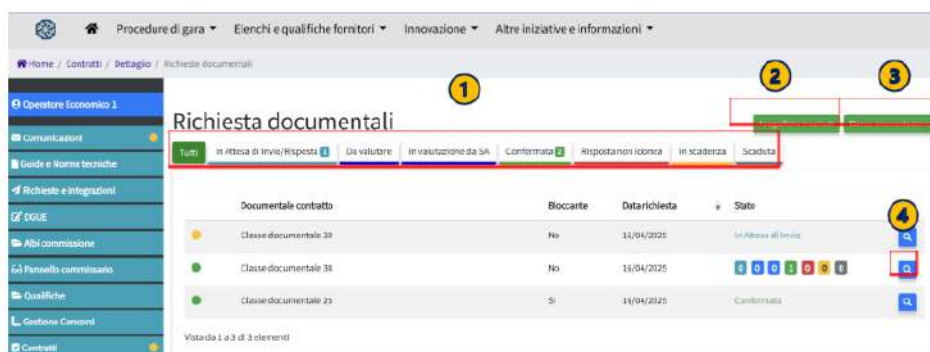 Procedure di gara Elenchi e qualifiche fornitori Innovazione Altre iniziative e informazioni
Home / Contratti / Dettaglio / Richieste documentali
1
2
3
Operatore Economico 1
Richiesta documentali
Comunicazioni
Tutti In Attesa di Invio/Risposta 1 Da valutare In valutazione da SA Confermata 2 Risposta non idonea In scadenza Scaduta
Guide e Norme tecniche
Richieste e integrazioni
DGUE
Documentale contratto Bloccante Data richiesta Stato
4
Albi commissione
Classe documentale 39 No 16/04/2025 In Attesa di Invio
Pannello commissario
Classe documentale 38 No 16/04/2025 0 0 0 1 0 0 0
Qualifiche
Classe documentale 25 Si 16/04/2025 Confermata
Gestione Consorzi
Vista da 1 a 3 di 3 elementi
Contratti